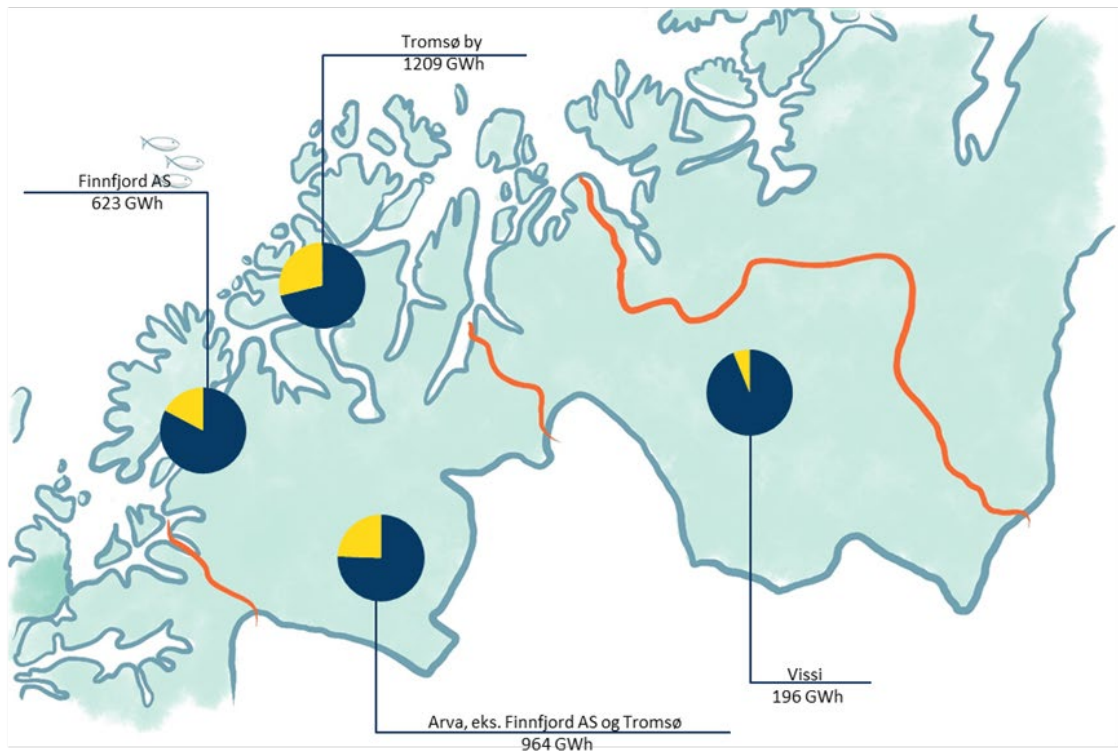 Tromsø by
1209 GWh
Finnfjord AS
623 GWh
Vissi
196 GWh
Arva, eks. Finnfjord AS og Tromsø
964 GWh